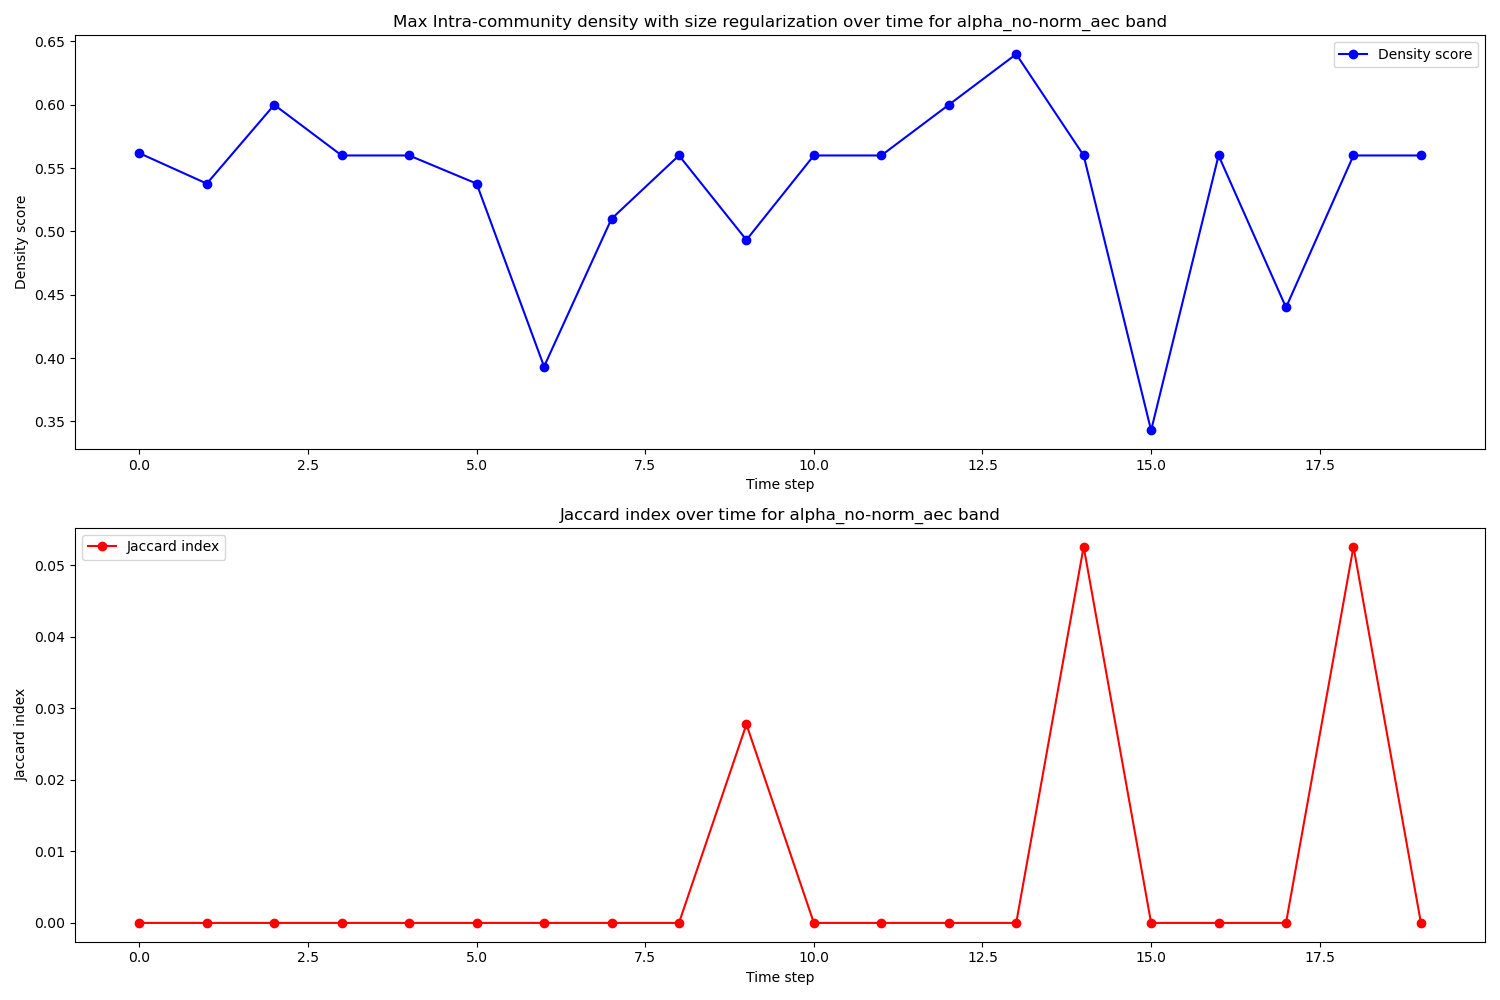 Max Intra-community density with size regularization over time for alpha_no-norm_aec band
Density score
0.65
0.60
0.55
0.50
0.45
0.40
0.35
Density score
0.0 2.5 5.0 7.5 10.0 12.5 15.0 17.5
Time step
Jaccard index over time for alpha_no-norm_aec band
Jaccard index
0.05
0.04
0.03
0.02
0.01
0.00
Jaccard index
0.0 2.5 5.0 7.5 10.0 12.5 15.0 17.5
Time step